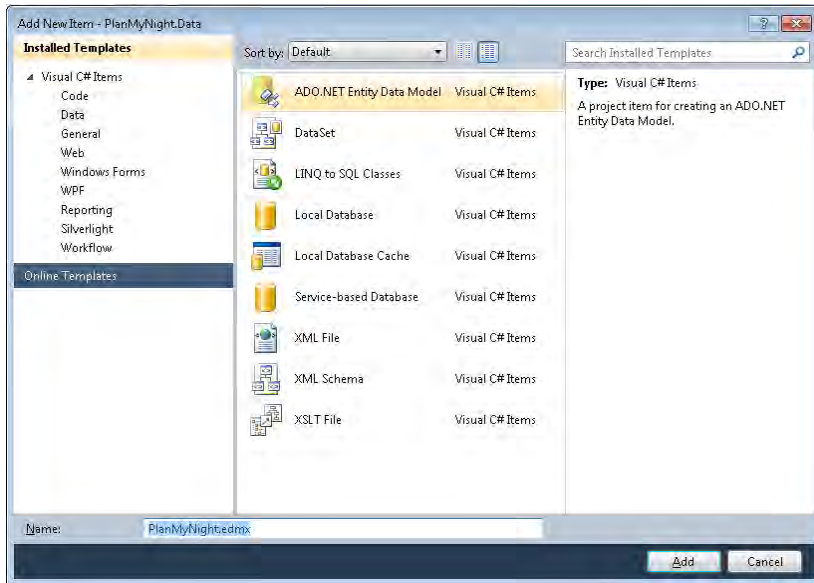 Add New Item - PlanMyNight.Data
Installed Templates
Sort by: Default
Search Installed Templates
Visual C# Items
Code
Data
General
Web
Windows Forms
WPF
Reporting
Silverlight
Workflow
Online Templates
ADO.NET Entity Data Model Visual C# Items
DataSet Visual C# Items
LINQ to SQL Classes Visual C# Items
Local Database Visual C# Items
Local Database Cache Visual C# Items
Service-based Database Visual C# Items
XML File Visual C# Items
XML Schema Visual C# Items
XSLT File Visual C# Items
Type: Visual C# Items
A project item for creating an ADO.NET
Entity Data Model.
Name: PlanMyNight.edmx
Add Cancel